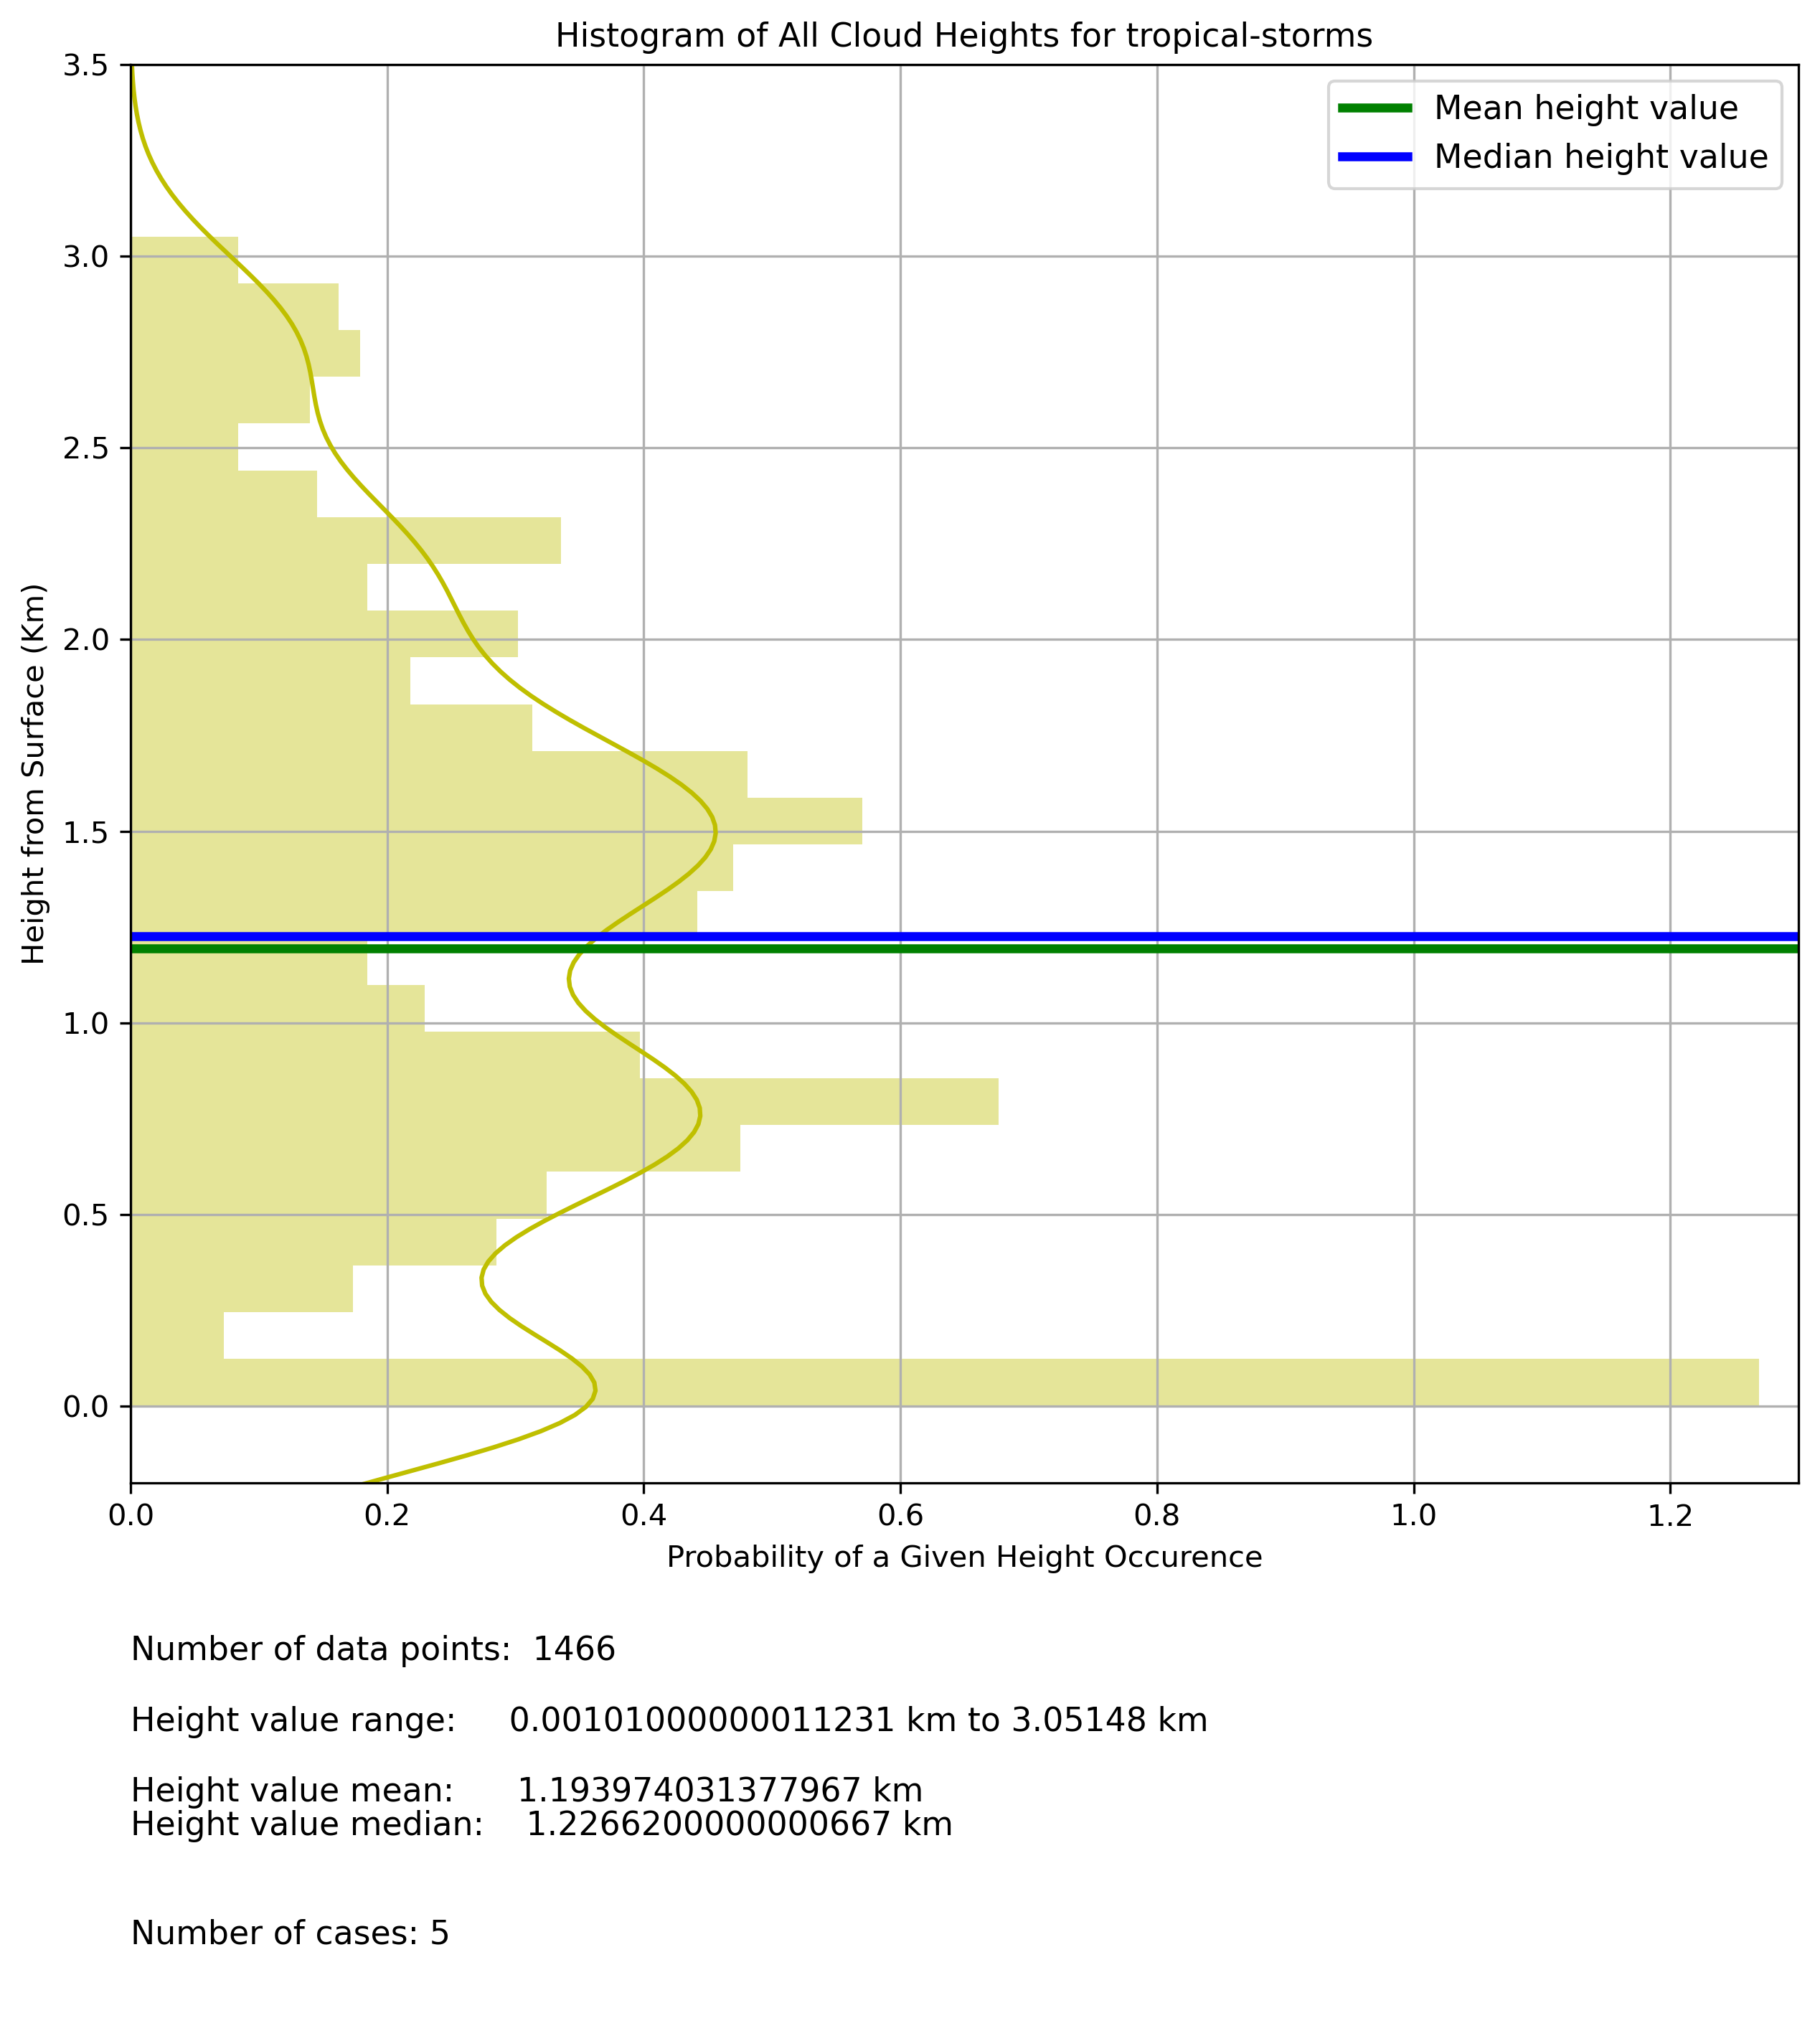 Histogram of All Cloud Heights for tropical-storms
3.5
3.0
2.5
2.0
1.5
1.0
0.5
0.0
Height from Surface (Km)
Mean height value
Median height value
0.0 0.2 0.4 0.6 0.8 1.0 1.2
Probability of a Given Height Occurence
Number of data points: 1466
Height value range: 0.00101000000011231 km to 3.05148 km
Height value mean: 1.193974031377967 km
Height value median: 1.2266200000000667 km
Number of cases: 5